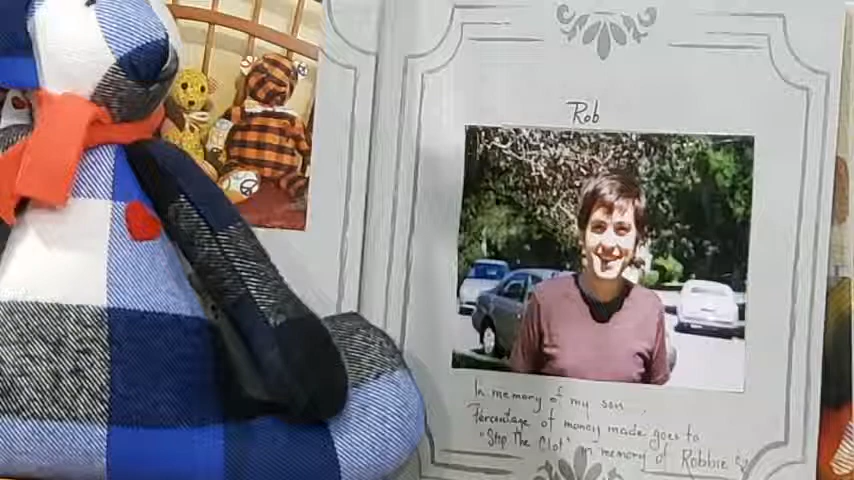 Rob
In memory of my son
Percentage of money made goes to
"Stop The Clot" in memory of Robbie